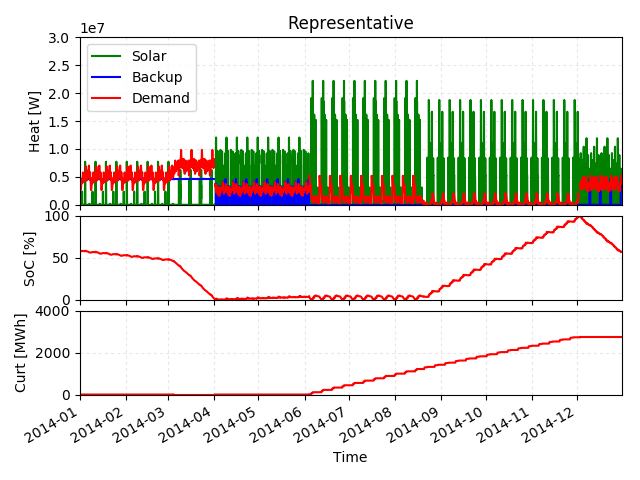 Representative
1e7
3.0
2.5
2.0
1.5
1.0
0.5
0.0
Heat [W]
Solar
Backup
Demand
100
50
0
SoC [%]
4000
2000
0
Curt [MWh]
2014-01
2014-02
2014-03
2014-04
2014-05
2014-06
2014-07
2014-08
2014-09
2014-10
2014-11
2014-12
Time